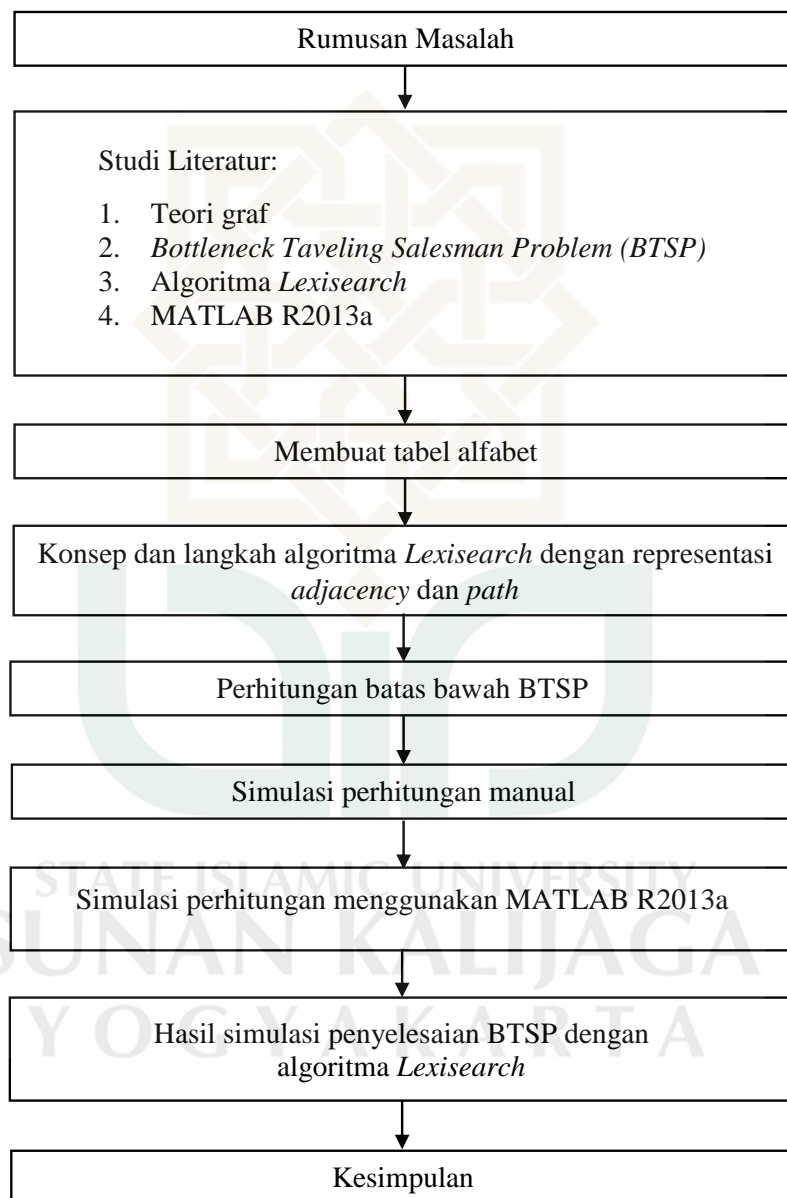 Rumusan Masalah
Studi Literatur:
1. Teori graf
2. Bottleneck Taveling Salesman Problem (BTSP)
3. Algoritma Lexisearch
4. MATLAB R2013a
Membuat tabel alfabet
Konsep dan langkah algoritma Lexisearch dengan representasi
adjacency dan path
Perhitungan batas bawah BTSP
Simulasi perhitungan manual
STATE ISLAMIC UNIVERSITY
Simulasi perhitungan menggunakan MATLAB R2013a
SUNAN KALIJAGA
YOGYAKARTA
Hasil simulasi penyelesaian BTSP dengan
algoritma Lexisearch
Kesimpulan